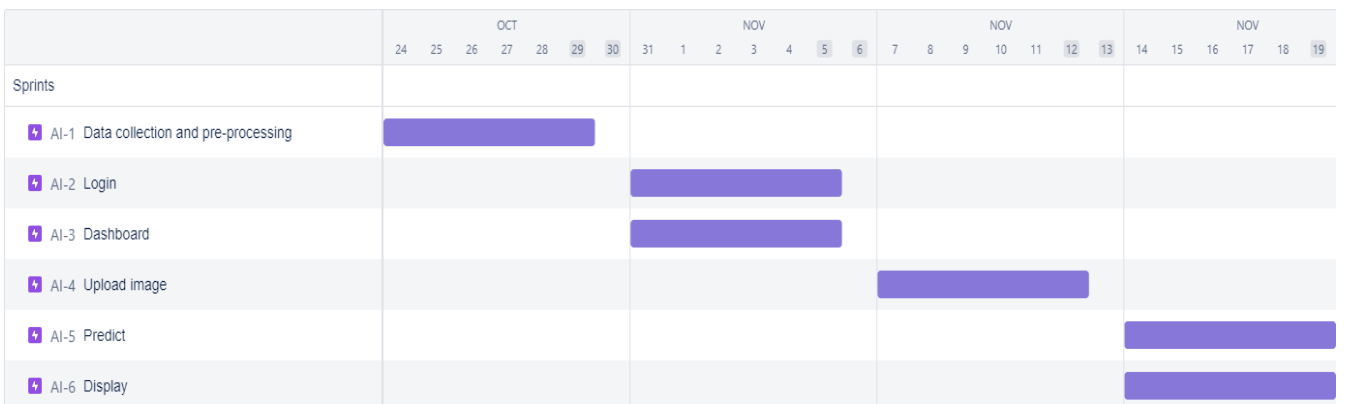 OCT NOV NOV NOV
24 25 26 27 28 29 30 31 1 2 3 4 5 6 7 8 9 10 11 12 13 14 15 16 17 18 19
Sprints
AI-1 Data collection and pre-processing
AI-2 Login
AI-3 Dashboard
AI-4 Upload image
AI-5 Predict
AI-6 Display